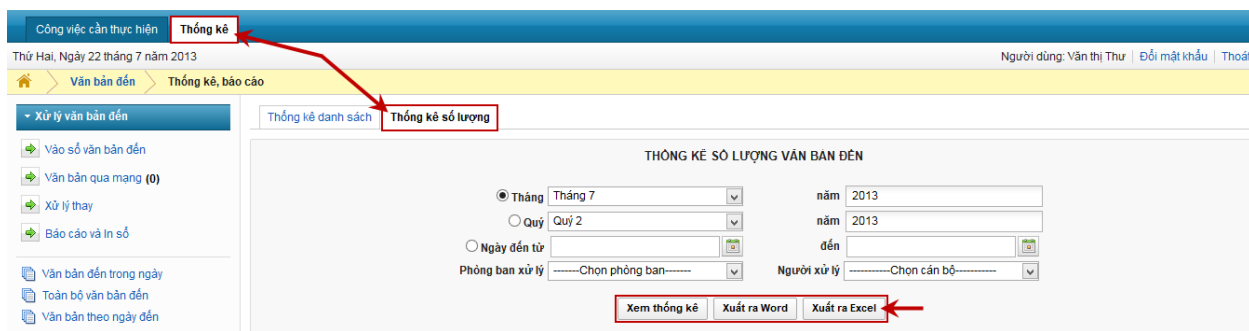 Công việc cần thực hiện Thống kê
Thứ Hai, Ngày 22 tháng 7 năm 2013 Người dùng: Văn thị Thư | Đổi mật khẩu | Thoát
Văn bản đến Thống kê, báo cáo
Xử lý văn bản đến
Vào sổ văn bản đến
Văn bản qua mạng (0)
Xử lý thay
Báo cáo và In sổ
Văn bản đến trong ngày
Toàn bộ văn bản đến
Văn bản theo ngày đến
Thống kê danh sách Thống kê số lượng
THỐNG KÊ SỐ LƯỢNG VĂN BẢN ĐẾN
Tháng Tháng 7 năm 2013
Quý Quý 2 năm 2013
Ngày đến từ đến
Phòng ban xử lý -------Chọn phòng ban------- Người xử lý -----------Chọn cán bộ-----------
Xem thống kê Xuất ra Word Xuất ra Excel